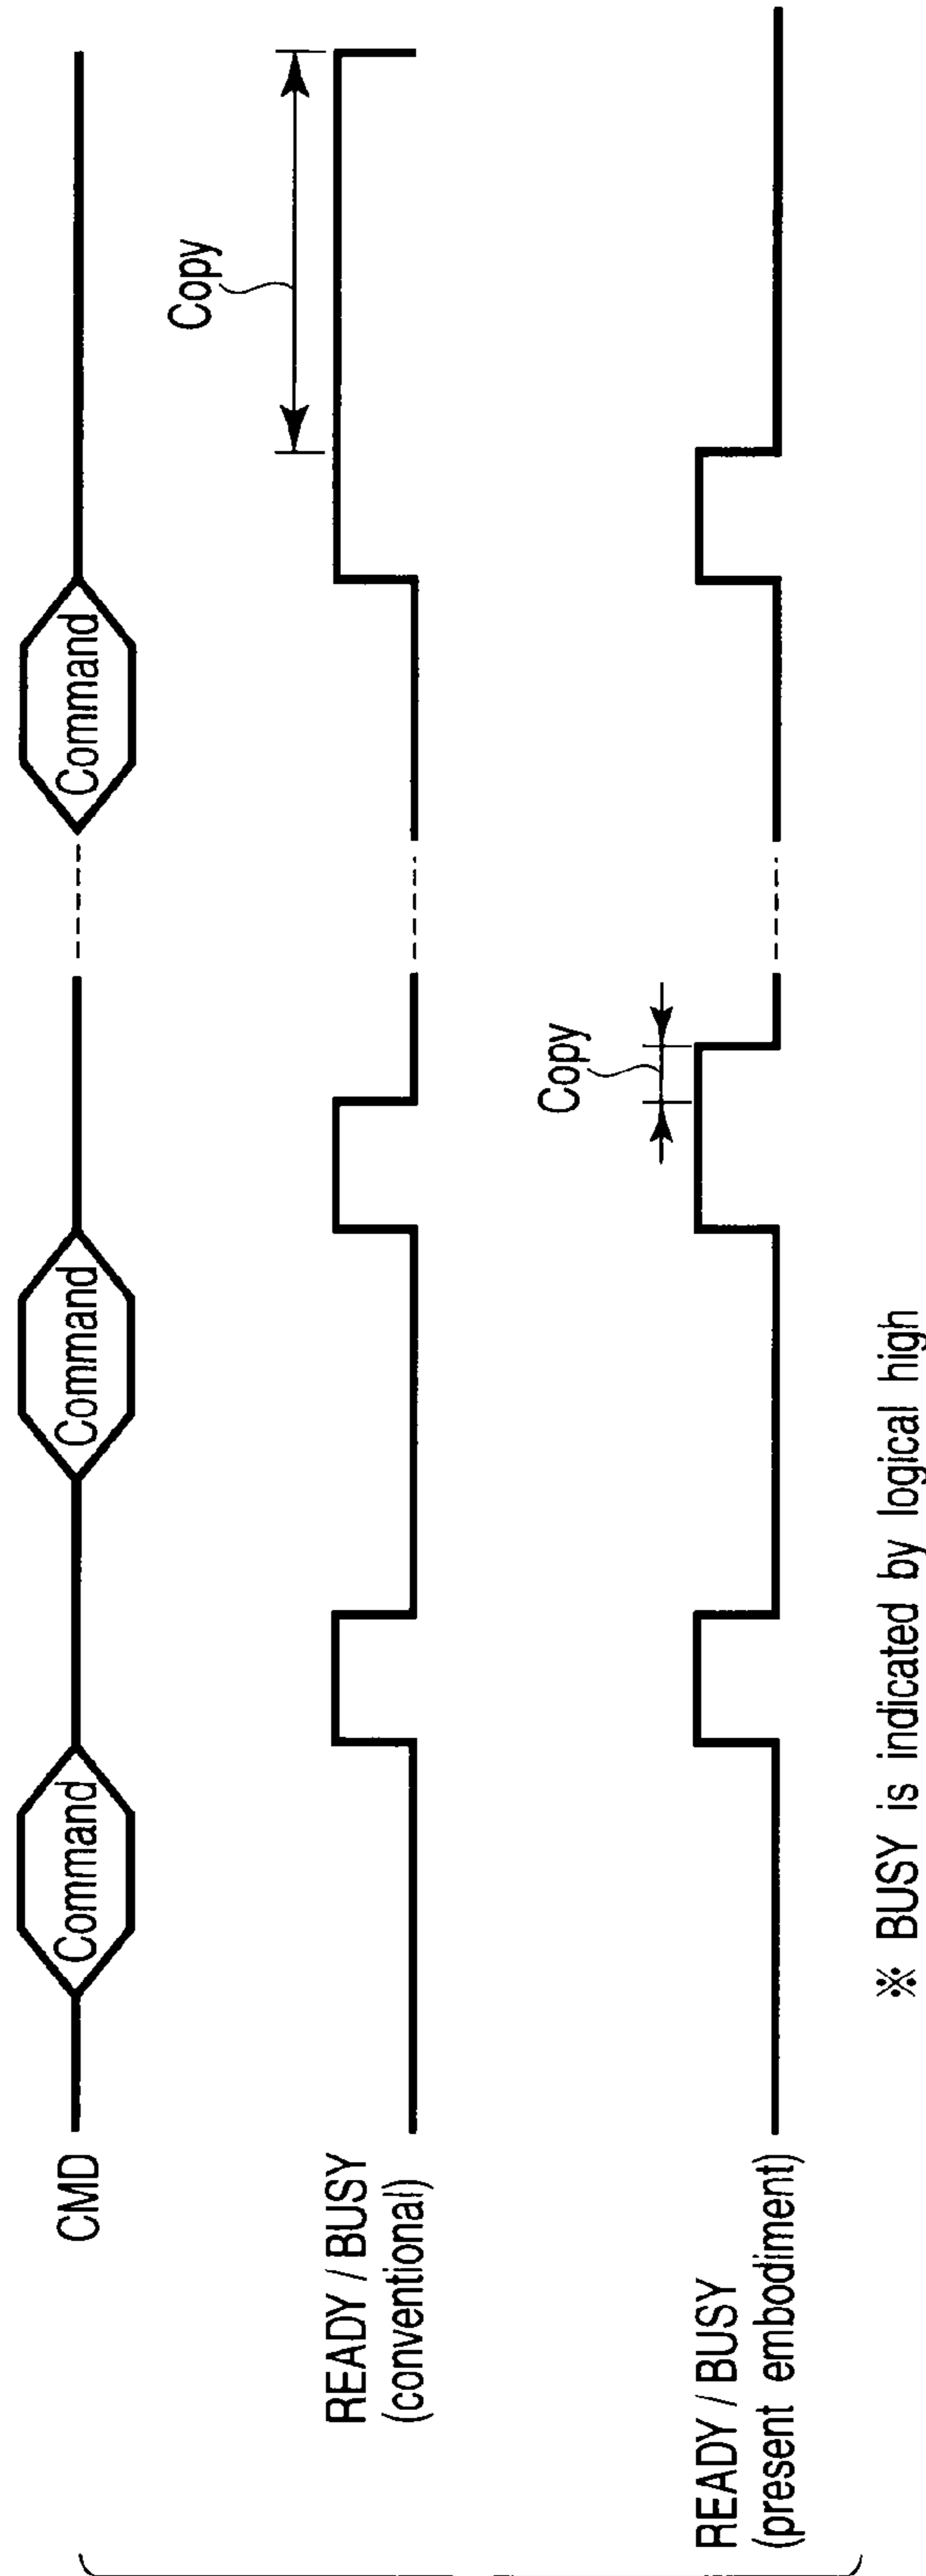 CMD
Command
Command
Command
READY / BUSY
(conventional)
Copy
READY / BUSY
(present embodiment)
Copy
※ BUSY is indicated by logical high